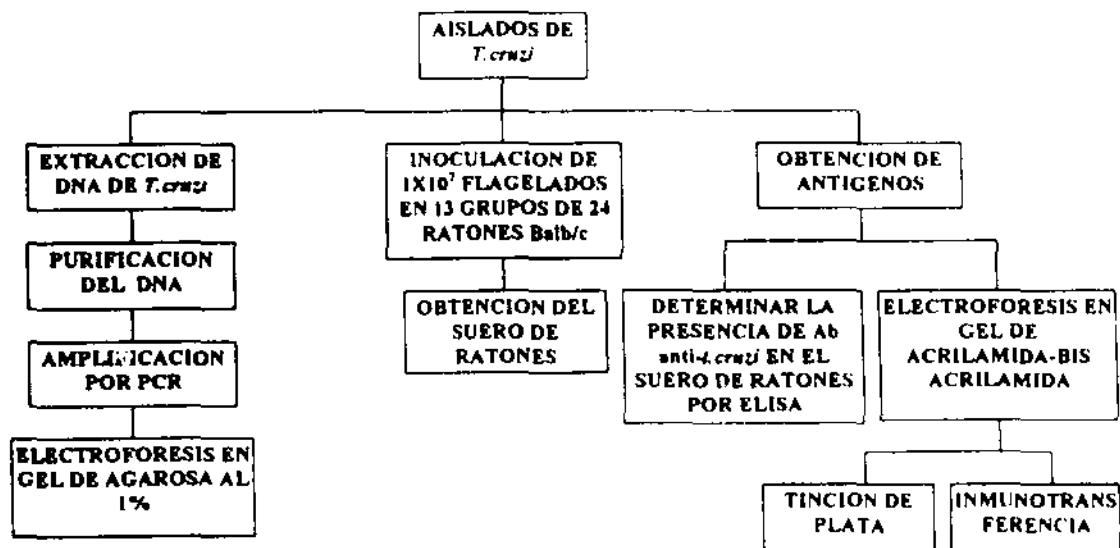 AISLADOS DE
T.cruzi
EXTRACCION DE
DNA DE T.cruzi
PURIFICACION
DEL DNA
AMPLIFICACION
POR PCR
ELECTROFORESIS EN
GEL DE AGAROSA AL
1%
INOCULACION DE
1X10⁷ FLAGELADOS
EN 13 GRUPOS DE 24
RATONES Balb/c
OBTENCION DEL
SUERO DE
RATONES
OBTENCION DE
ANTIGENOS
DETERMINAR LA
PRESENCIA DE Ab
anti-t.cruzi EN EL
SUERO DE RATONES
POR ELISA
ELECTROFORESIS EN
GEL DE
ACRILAMIDA-BIS
ACRILAMIDA
TINCION DE
PLATA
INMUNOTRANS
FERENCIA